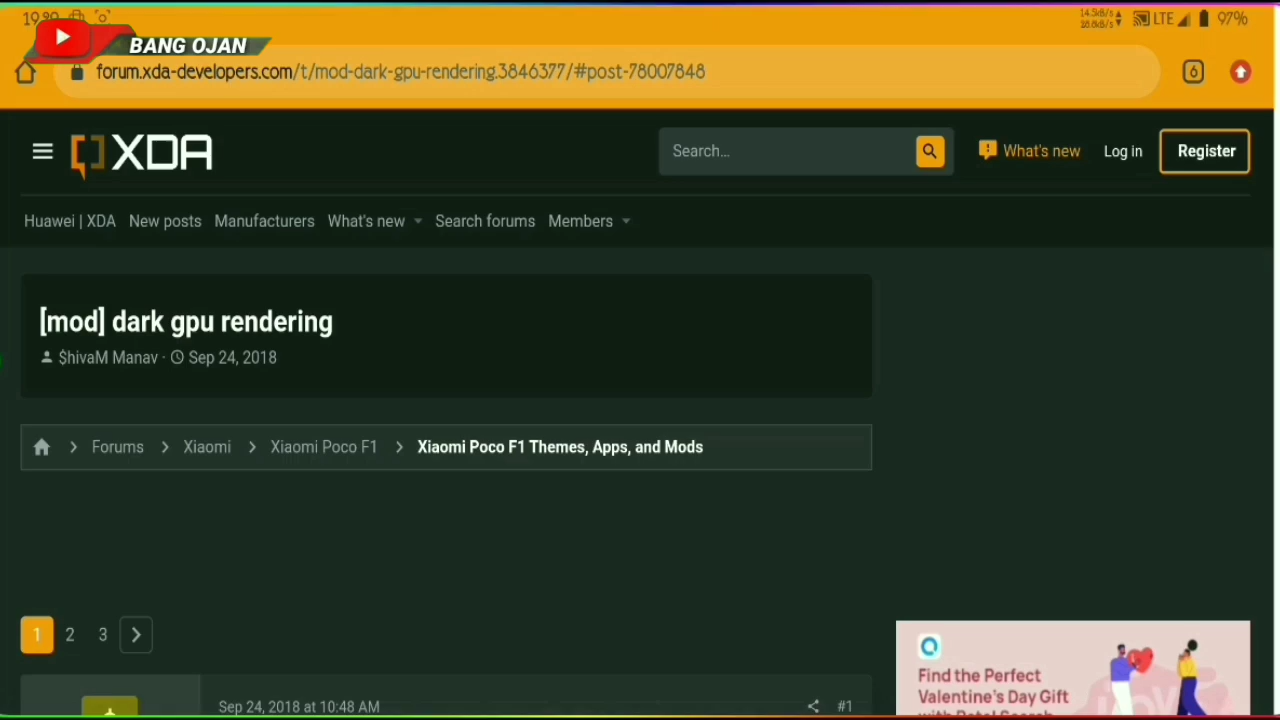 BANG OJAN
LTE 97%
forum.xda-developers.com/t/mod-dark-gpu-rendering.3846377/#post-78007848
6
XDA
Search...
What's new
Log in
Register
Huawei | XDA New posts Manufacturers What's new Search forums Members
[mod] dark gpu rendering
$hivaM Manav · Sep 24, 2018
Forums > Xiaomi > Xiaomi Poco F1 > Xiaomi Poco F1 Themes, Apps, and Mods
1 2 3 >
Sep 24, 2018 at 10:48 AM
#1
Find the Perfect
Valentine's Day Gift